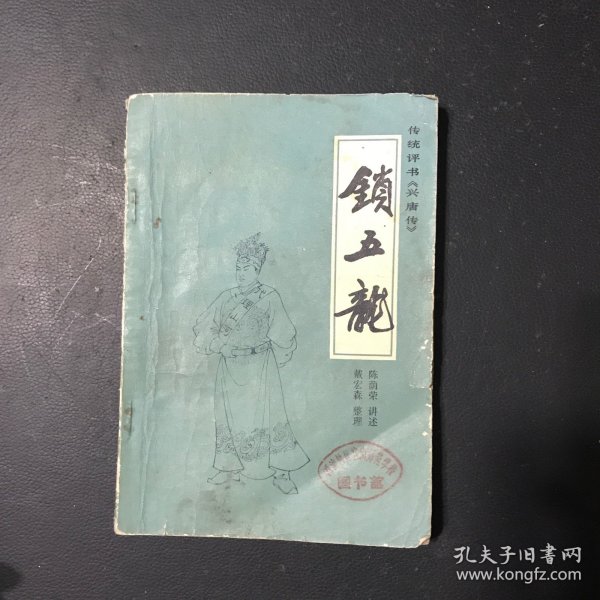 传统评书《兴唐传》
鎖五龍
陈荫荣 讲述
戴宏森 整理
图书室
孔夫子旧书网
www.kongfz.com